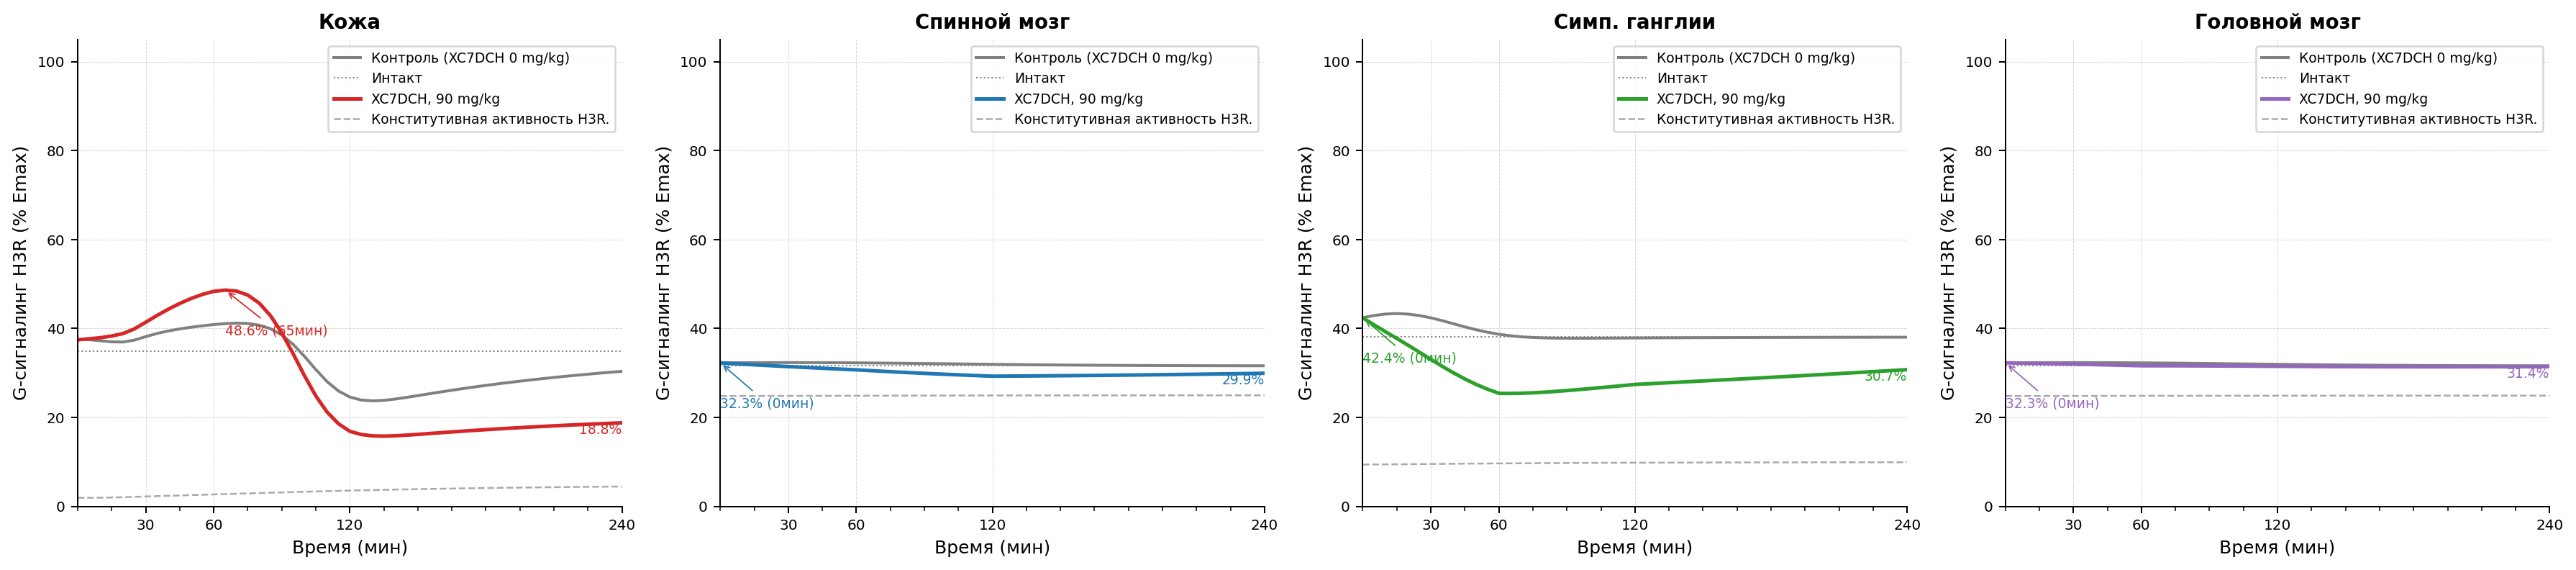 Кожа
G-сигналинг H3R (% Emax)
100
80
60
40
20
0
Контроль (XC7DCH 0 mg/kg)
Интакт
XC7DCH, 90 mg/kg
Конститутивная активность H3R.
48.6% (65мин)
18.8%
30
60
120
240
Время (мин)
Спинной мозг
G-сигналинг H3R (% Emax)
100
80
60
40
20
0
Контроль (XC7DCH 0 mg/kg)
Интакт
XC7DCH, 90 mg/kg
Конститутивная активность H3R.
32.3% (0мин)
29.9%
30
60
120
240
Время (мин)
Симп. ганглии
G-сигналинг H3R (% Emax)
100
80
60
40
20
0
Контроль (XC7DCH 0 mg/kg)
Интакт
XC7DCH, 90 mg/kg
Конститутивная активность H3R.
42.4% (0мин)
30.7%
30
60
120
240
Время (мин)
Головной мозг
G-сигналинг H3R (% Emax)
100
80
60
40
20
0
Контроль (XC7DCH 0 mg/kg)
Интакт
XC7DCH, 90 mg/kg
Конститутивная активность H3R.
32.3% (0мин)
31.4%
30
60
120
240
Время (мин)